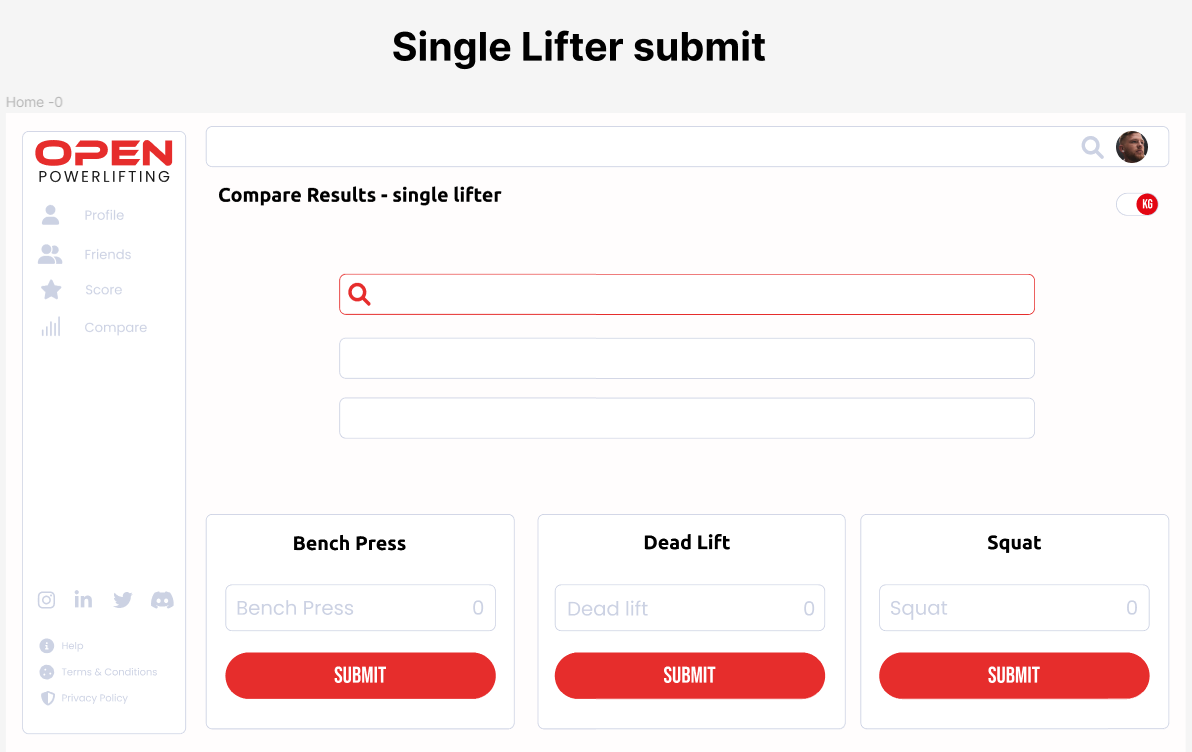 Single Lifter submit
Home -0
OPEN
POWERLIFTING
Profile
Friends
Score
Compare
Help
Terms & Conditions
Privacy Policy
Compare Results - single lifter
KG
Bench Press
Bench Press 0
SUBMIT
Dead Lift
Dead lift 0
SUBMIT
Squat
Squat 0
SUBMIT